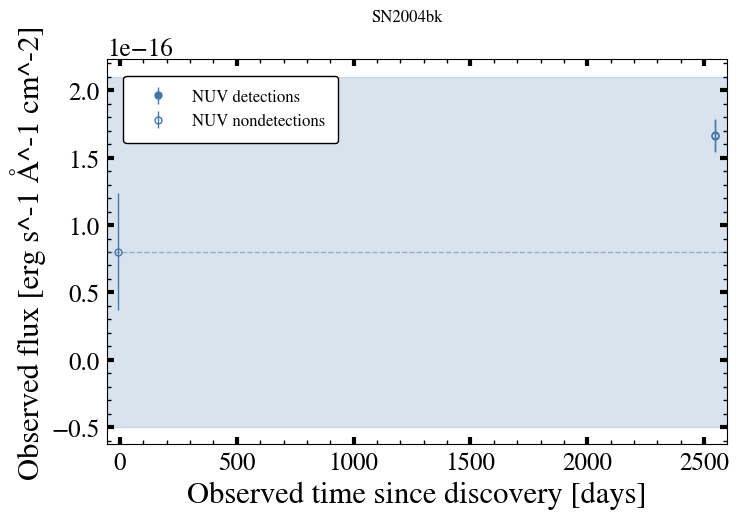 SN2004bk
1e−16
Observed flux [erg s^-1 Å^-1 cm^-2]
2.0
1.5
1.0
0.5
0.0
−0.5
NUV detections
NUV nondetections
0 500 1000 1500 2000 2500
Observed time since discovery [days]